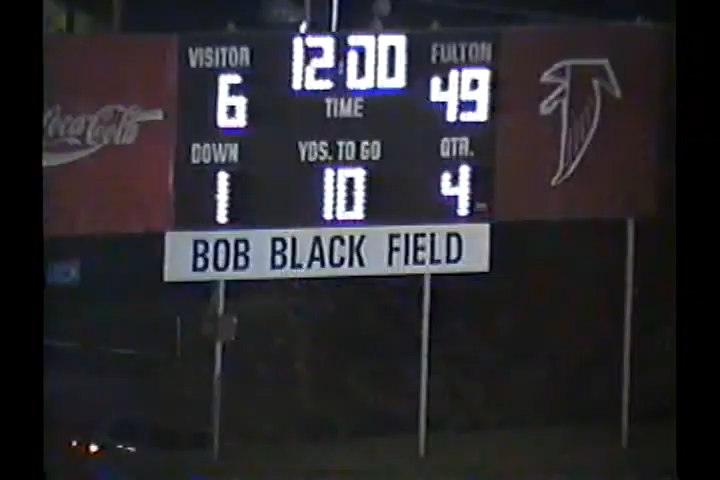 VISITOR 12:00 FULTON
6 TIME 49
DOWN YDS. TO GO QTR.
1 10 4
Coca-Cola
BOB BLACK FIELD